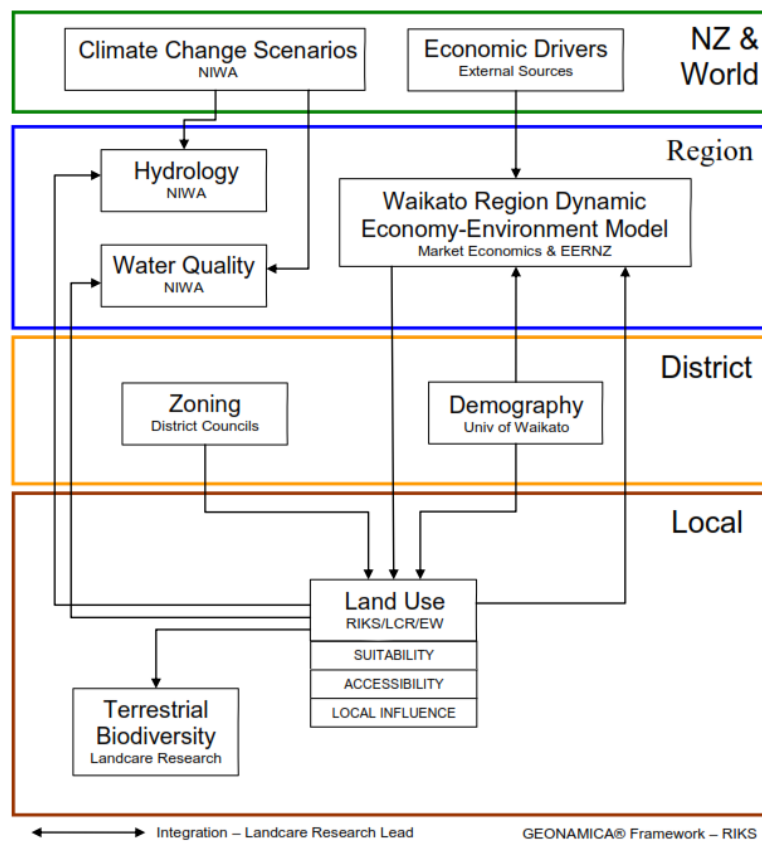 Climate Change Scenarios
NIWA
Economic Drivers
External Sources
NZ &
World
Region
Hydrology
NIWA
Waikato Region Dynamic
Economy-Environment Model
Market Economics & EERNZ
Water Quality
NIWA
District
Zoning
District Councils
Demography
Univ of Waikato
Local
Land Use
RIKS/LCR/EW
SUITABILITY
ACCESSIBILITY
LOCAL INFLUENCE
Terrestrial
Biodiversity
Landcare Research
Integration – Landcare Research Lead
GEONAMICA® Framework – RIKS